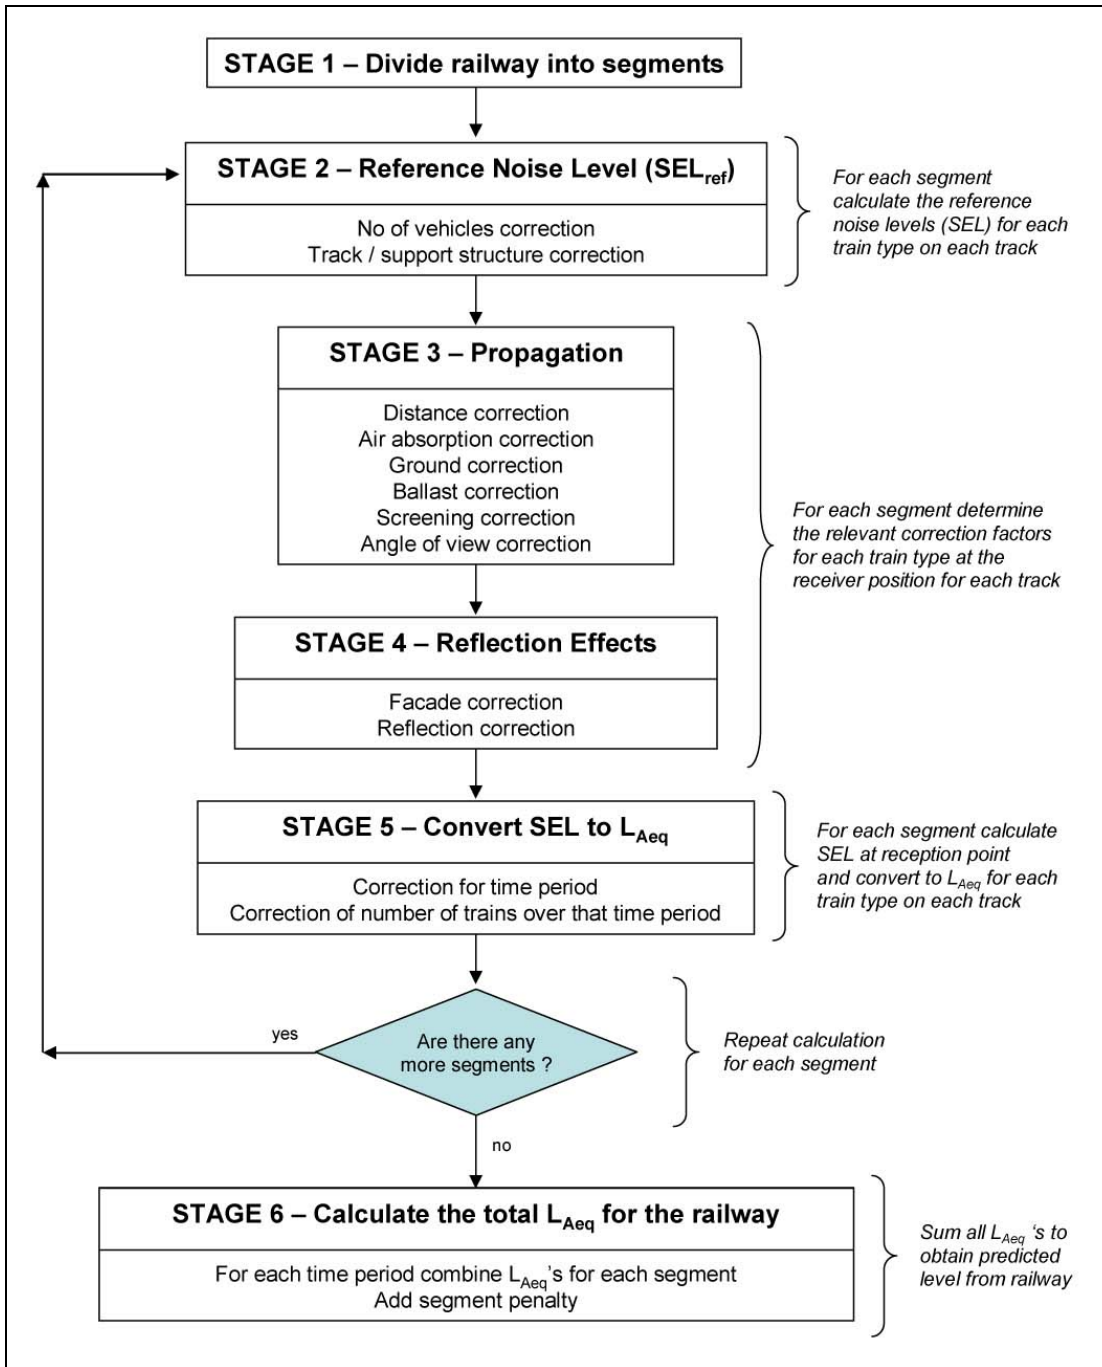 STAGE 1 – Divide railway into segments
STAGE 2 – Reference Noise Level (SELref)
No of vehicles correction
Track / support structure correction
For each segment
calculate the reference
noise levels (SEL) for each
train type on each track
STAGE 3 – Propagation
Distance correction
Air absorption correction
Ground correction
Ballast correction
Screening correction
Angle of view correction
For each segment determine
the relevant correction factors
for each train type at the
receiver position for each track
STAGE 4 – Reflection Effects
Facade correction
Reflection correction
STAGE 5 – Convert SEL to LAeq
Correction for time period
Correction of number of trains over that time period
For each segment calculate
SEL at reception point
and convert to LAeq for each
train type on each track
yes
Are there any
more segments ?
Repeat calculation
for each segment
no
STAGE 6 – Calculate the total LAeq for the railway
For each time period combine LAeq's for each segment
Add segment penalty
Sum all LAeq 's to
obtain predicted
level from railway